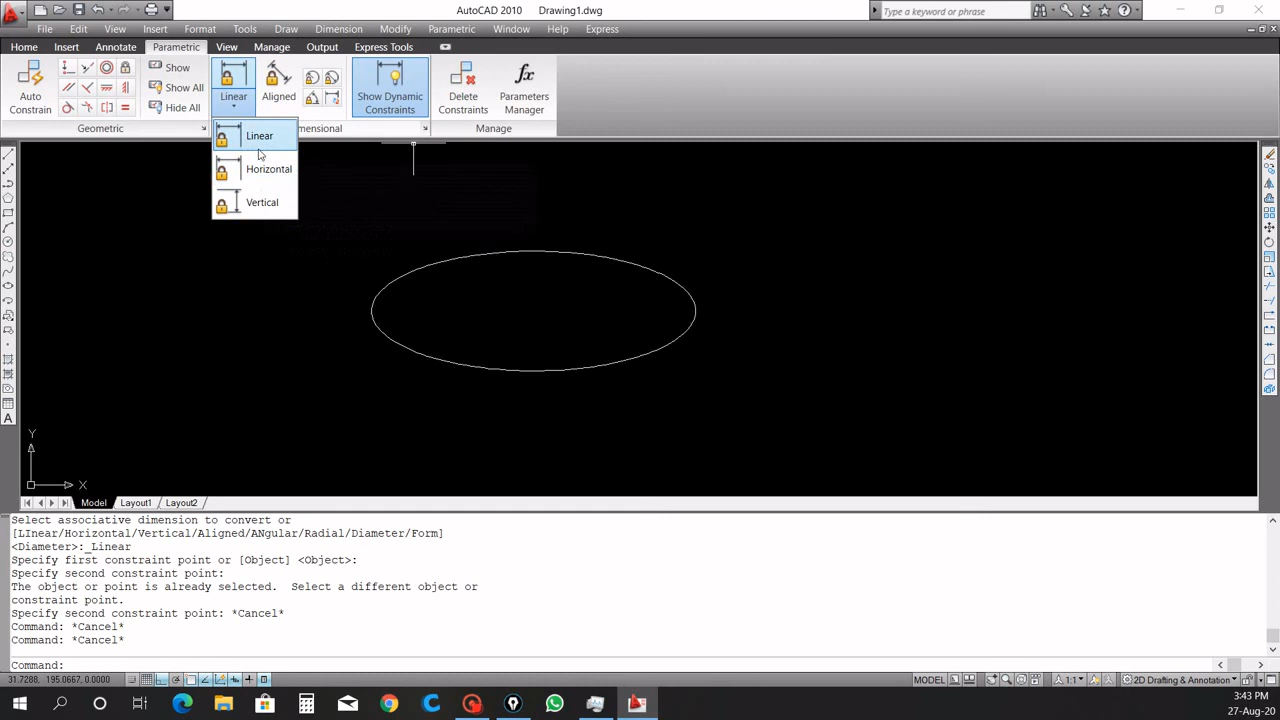 AutoCAD 2010 Drawing1.dwg
Type a keyword or phrase
File Edit View Insert Format Tools Draw Dimension Modify Parametric Window Help Express
Home Insert Annotate Parametric View Manage Output Express Tools
Auto Constrain
Show
Show All
Hide All
Linear
Aligned
Show Dynamic Constraints
Delete Constraints
fx
Parameters Manager
Geometric
mensional
Manage
Linear
Horizontal
Vertical
Y
X
Model Layout1 Layout2
A
Select associative dimension to convert or
[LInear/Horizontal/Vertical/Aligned/ANgular/Radial/Diameter/Form]
<Diameter>:_Linear
Specify first constraint point or [Object] <Object>:
Specify second constraint point:
The object or point is already selected. Select a different object or
constraint point.
Specify second constraint point: *Cancel*
Command: *Cancel*
Command: *Cancel*
Command:
31.7288, 195.0667, 0.0000
MODEL
1:1
2D Drafting & Annotation
3:43 PM
27-Aug-20